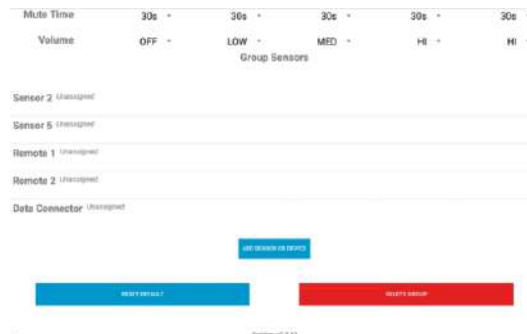 Mute Time 30s 30s 30s 30s 30s
Volume OFF LOW MED HI HI
Group Sensors
Sensor 2 Unassigned
Sensor 5 Unassigned
Remote 1 Unassigned
Remote 2 Unassigned
Data Connector Unassigned
ADD SENSOR OR DEVICE
RESET DEFAULT
DELETE GROUP